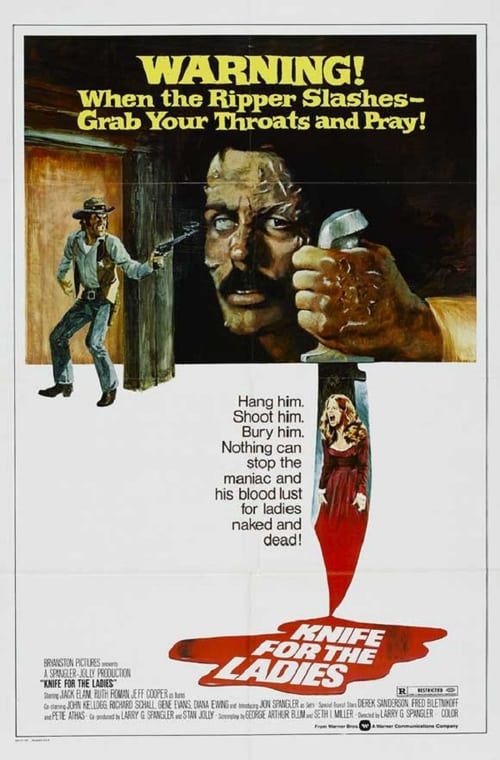 WARNING!
When the Ripper Slashes–
Grab Your Throats and Pray!
Hang him.
Shoot him.
Bury him.
Nothing can
stop the
maniac and
his blood lust
for ladies
naked and
dead!
KNIFE
FOR THE
LADIES
BRYANSTON PICTURES presents
A SPANGLER-JOLLY PRODUCTION
"KNIFE FOR THE LADIES"
Starring JACK ELAM, RUTH ROMAN, JEFF COOPER as Burns
Co-starring JOHN KELLOGG, RICHARD SCHALL, GENE EVANS, DIANA EWING and Introducing JON SPANGLER as Seth Special Guest Stars DEREK SANDERSON FRED BILETNIKOFF
and PETE ATHAS Co-produced by LARRY G. SPANGLER and STAN JOLLY Screenplay by GEORGE ARTHUR BLUM and SETH I. MILLER Directed by LARRY G. SPANGLER COLOR
R RESTRICTED
From Warner Bros A Warner Communications Company